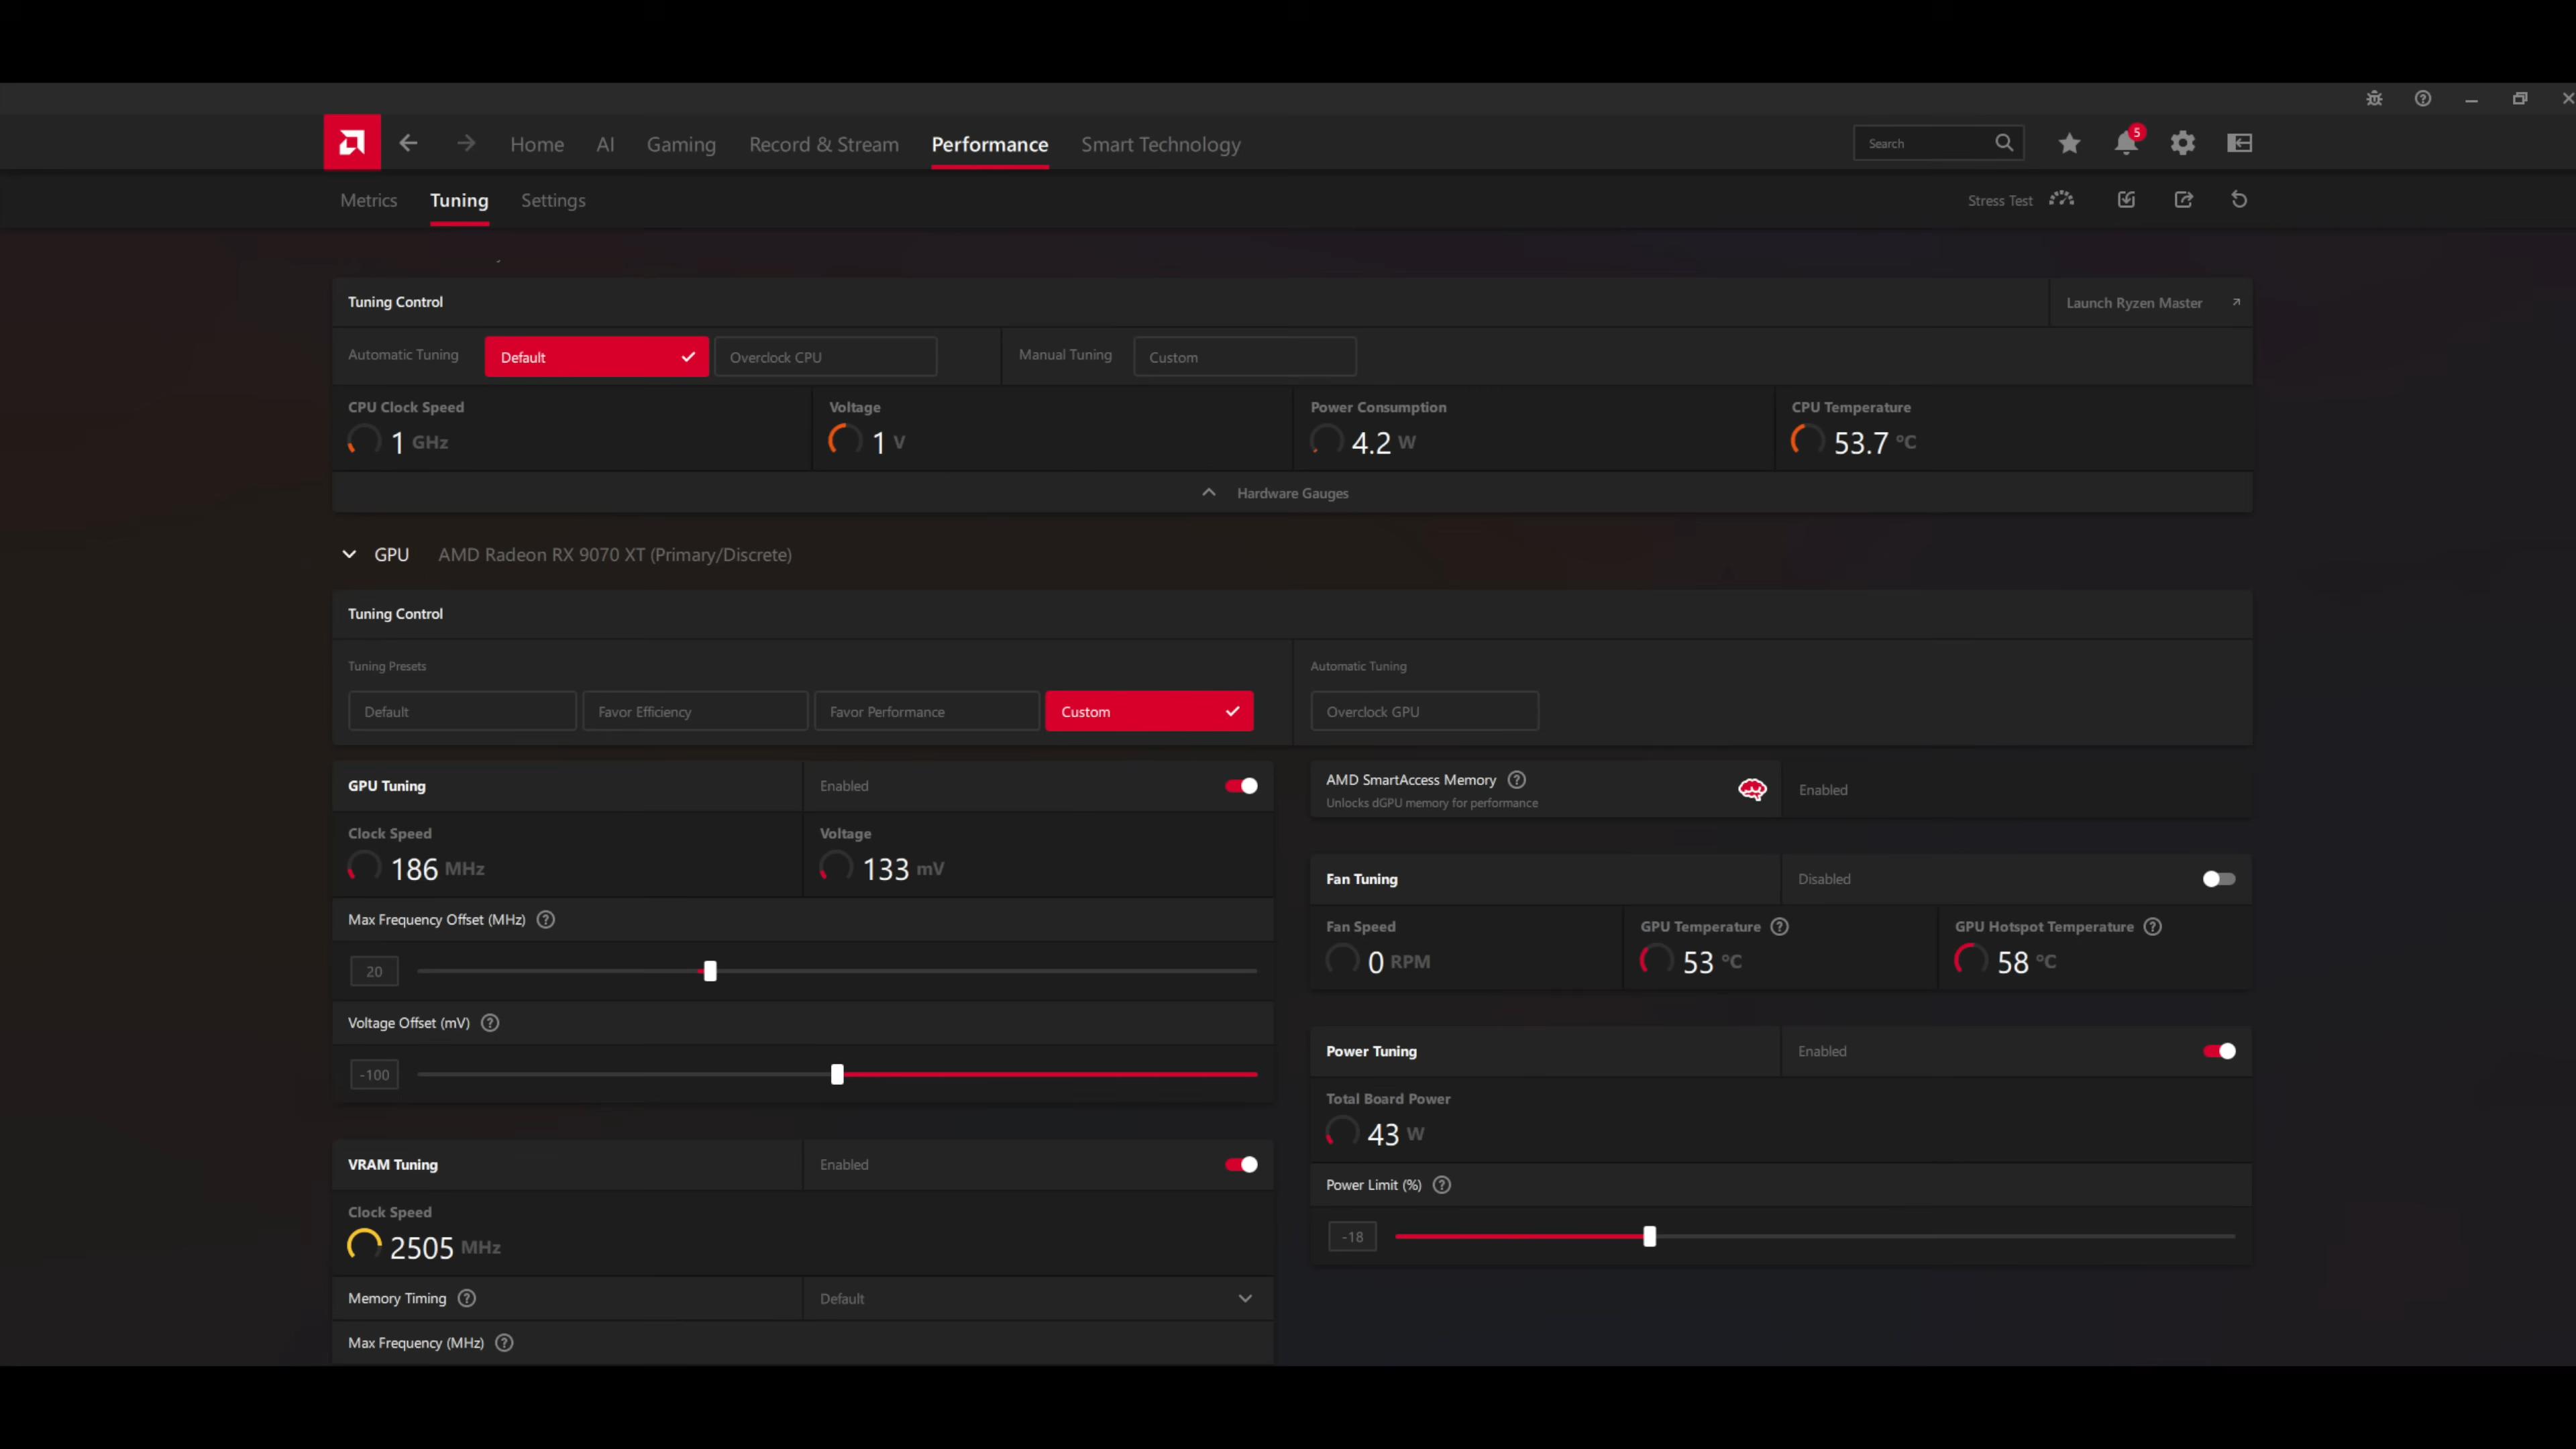 5
Home AI Gaming Record & Stream Performance Smart Technology Search
Metrics Tuning Settings Stress Test
Tuning Control Launch Ryzen Master
Automatic Tuning Default Overclock CPU Manual Tuning Custom
CPU Clock Speed Voltage Power Consumption CPU Temperature
1 GHz 1 V 4.2 W 53.7 °C
Hardware Gauges
GPU AMD Radeon RX 9070 XT (Primary/Discrete)
Tuning Control
Tuning Presets Automatic Tuning
Default Favor Efficiency Favor Performance Custom Overclock GPU
GPU Tuning Enabled
Clock Speed Voltage
186 MHz 133 mV
Max Frequency Offset (MHz)
20
Voltage Offset (mV)
-100
VRAM Tuning Enabled
Clock Speed
2505 MHz
Memory Timing Default
Max Frequency (MHz)
AMD SmartAccess Memory Enabled
Unlocks dGPU memory for performance
Fan Tuning Disabled
Fan Speed GPU Temperature GPU Hotspot Temperature
0 RPM 53 °C 58 °C
Power Tuning Enabled
Total Board Power
43 W
Power Limit (%)
-18